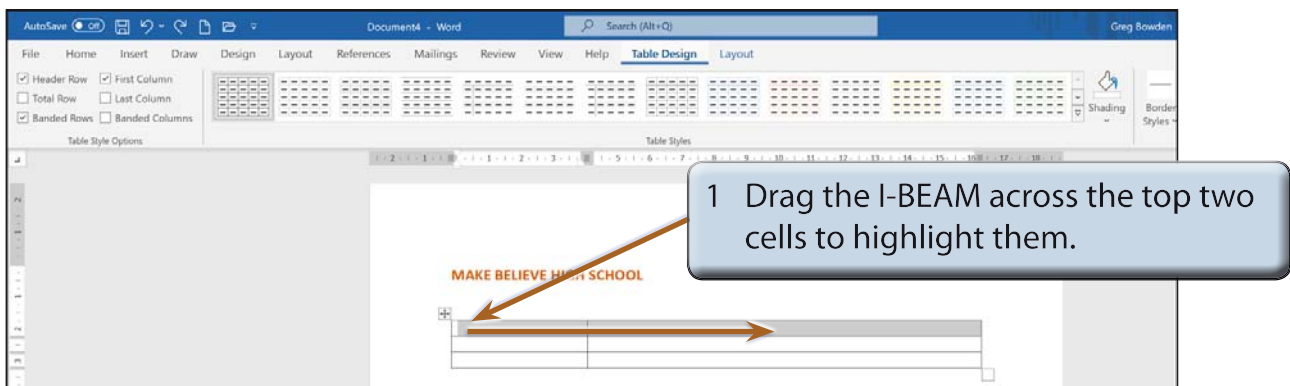 AutoSave Off Document4 - Word Search (Alt+Q) Greg Bowden
File Home Insert Draw Design Layout References Mailings Review View Help Table Design Layout
Header Row First Column
Total Row Last Column
Banded Rows Banded Columns
Shading
Border
Styles
Table Style Options Table Styles
1 Drag the I-BEAM across the top two
cells to highlight them.
MAKE BELIEVE HIGH SCHOOL